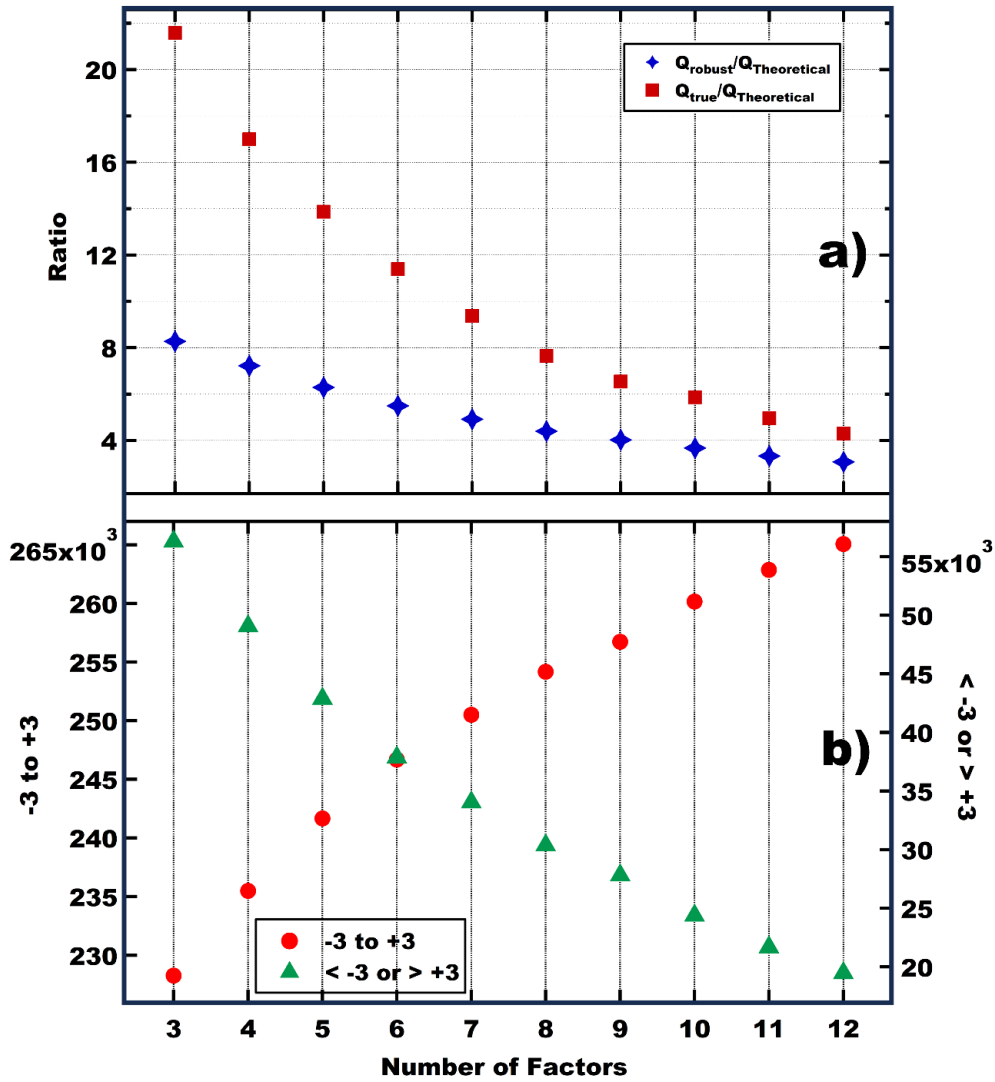 20
16
12
8
4
Ratio
Q_robust/Q_Theoretical
Q_true/Q_Theoretical
a)
265x10³
260
255
250
245
240
235
230
-3 to +3
55x10³
50
45
40
35
30
25
20
< -3 or > +3
b)
-3 to +3
< -3 or > +3
3 4 5 6 7 8 9 10 11 12
Number of Factors